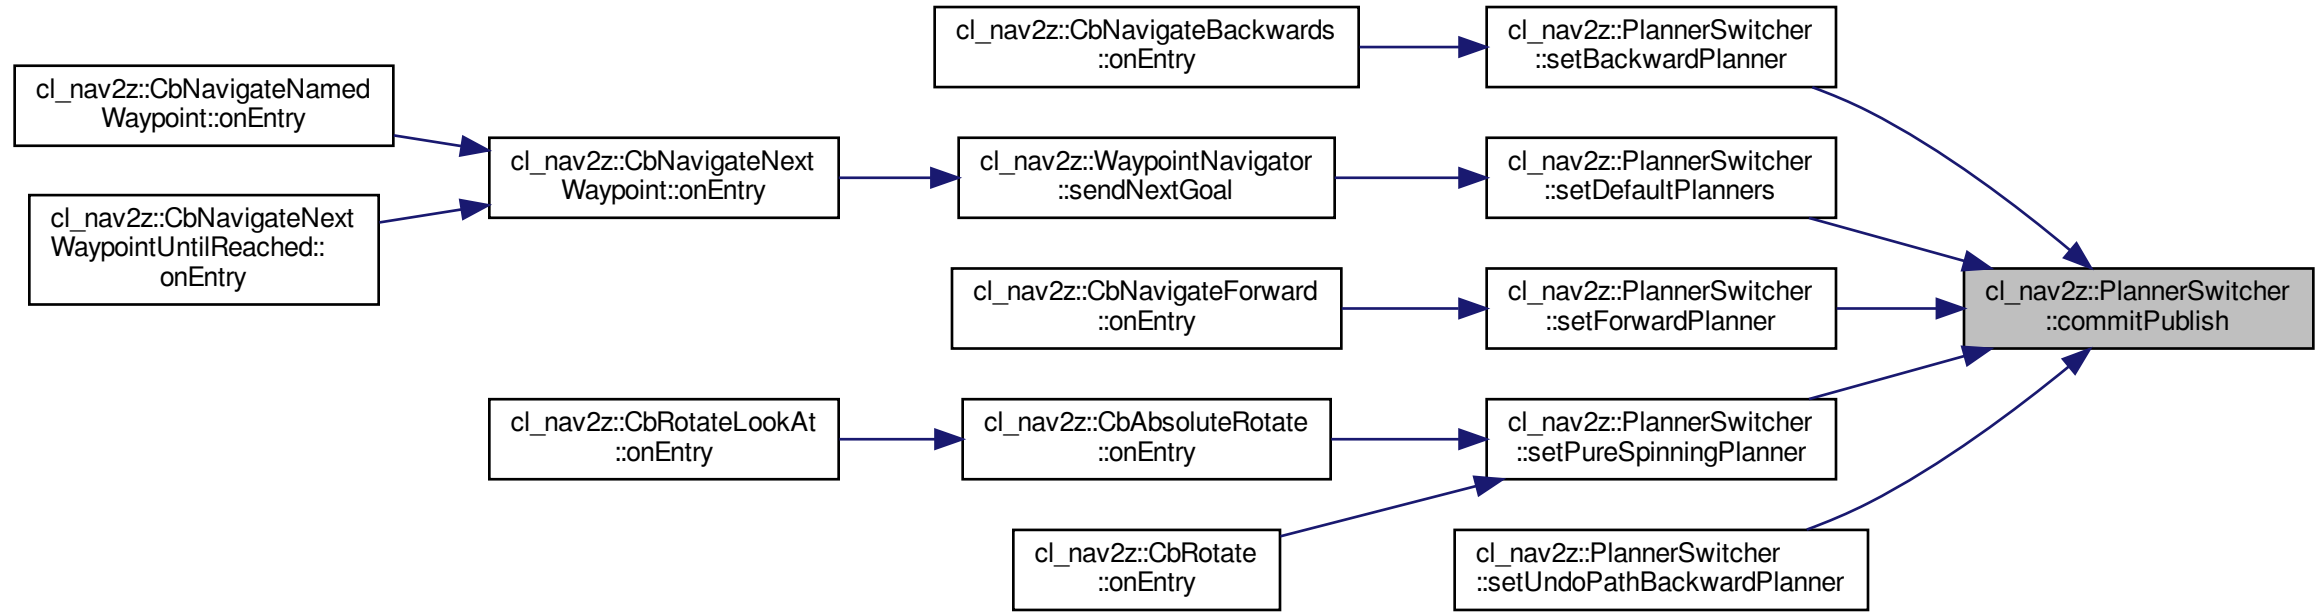 cl_nav2z::CbNavigateBackwards
::onEntry
cl_nav2z::PlannerSwitcher
::setBackwardPlanner
cl_nav2z::CbNavigateNamed
Waypoint::onEntry
cl_nav2z::CbNavigateNext
Waypoint::onEntry
cl_nav2z::WaypointNavigator
::sendNextGoal
cl_nav2z::PlannerSwitcher
::setDefaultPlanners
cl_nav2z::CbNavigateNext
WaypointUntilReached::
onEntry
cl_nav2z::CbNavigateForward
::onEntry
cl_nav2z::PlannerSwitcher
::setForwardPlanner
cl_nav2z::PlannerSwitcher
::commitPublish
cl_nav2z::CbRotateLookAt
::onEntry
cl_nav2z::CbAbsoluteRotate
::onEntry
cl_nav2z::PlannerSwitcher
::setPureSpinningPlanner
cl_nav2z::CbRotate
::onEntry
cl_nav2z::PlannerSwitcher
::setUndoPathBackwardPlanner